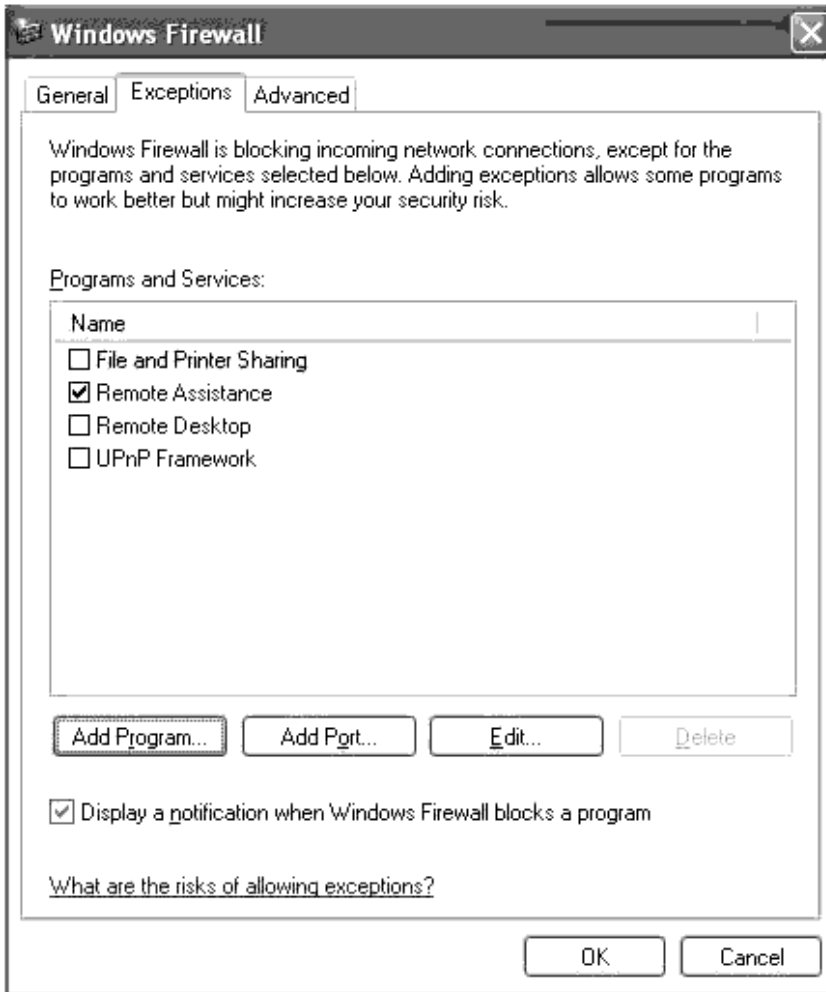 Windows Firewall
General Exceptions Advanced
Windows Firewall is blocking incoming network connections, except for the
programs and services selected below. Adding exceptions allows some programs
to work better but might increase your security risk.
Programs and Services:
Name
File and Printer Sharing
Remote Assistance
Remote Desktop
UPnP Framework
Add Program... Add Port... Edit... Delete
Display a notification when Windows Firewall blocks a program
What are the risks of allowing exceptions?
OK Cancel